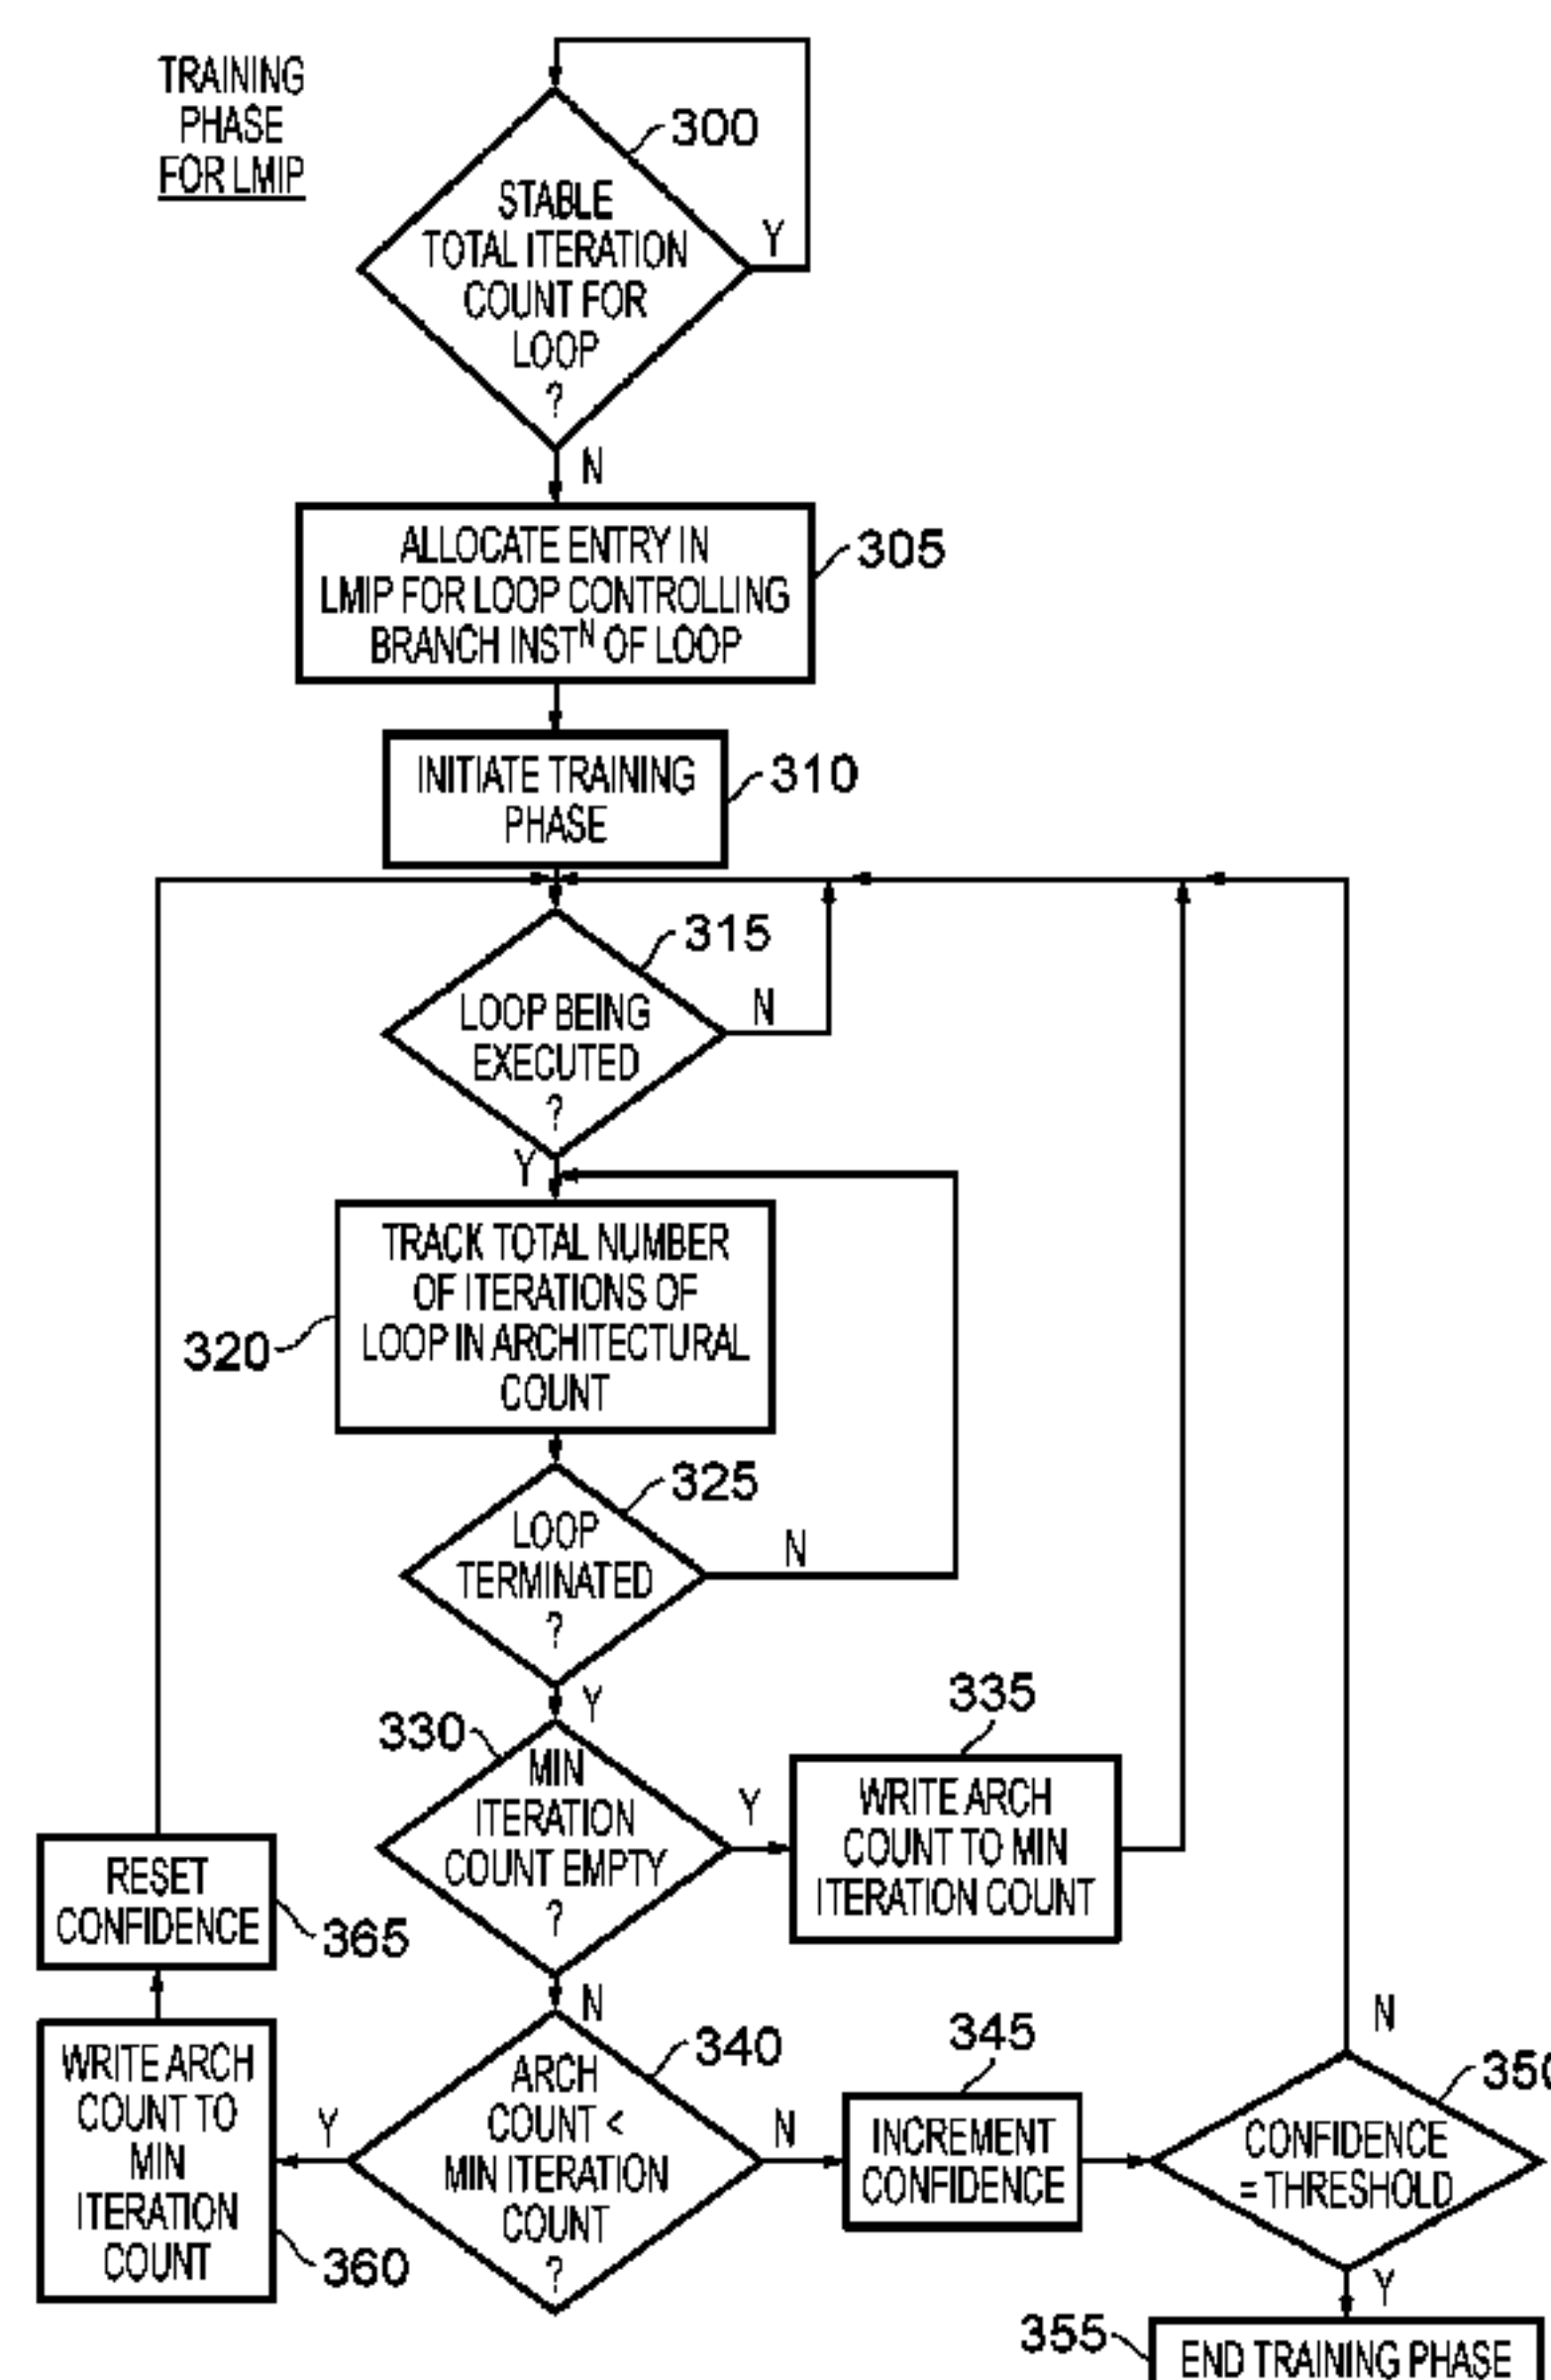 TRAINING
PHASE
FOR LMIP
300
STABLE
TOTAL ITERATION
COUNT FOR
LOOP
?
Y
N
ALLOCATE ENTRY IN
LMIP FOR LOOP CONTROLLING
BRANCH INSTᴺ OF LOOP
305
INITIATE TRAINING
PHASE
310
315
LOOP BEING
EXECUTED
?
N
Y
TRACK TOTAL NUMBER
OF ITERATIONS OF
LOOP IN ARCHITECTURAL
COUNT
320
325
LOOP
TERMINATED
?
N
Y
330
MIN
ITERATION
COUNT EMPTY
?
Y
335
WRITE ARCH
COUNT TO MIN
ITERATION COUNT
N
RESET
CONFIDENCE
365
340
ARCH
COUNT <
MIN ITERATION
COUNT
?
Y
WRITE ARCH
COUNT TO
MIN
ITERATION
COUNT
360
N
345
INCREMENT
CONFIDENCE
N
350
CONFIDENCE
= THRESHOLD
Y
355
END TRAINING PHASE